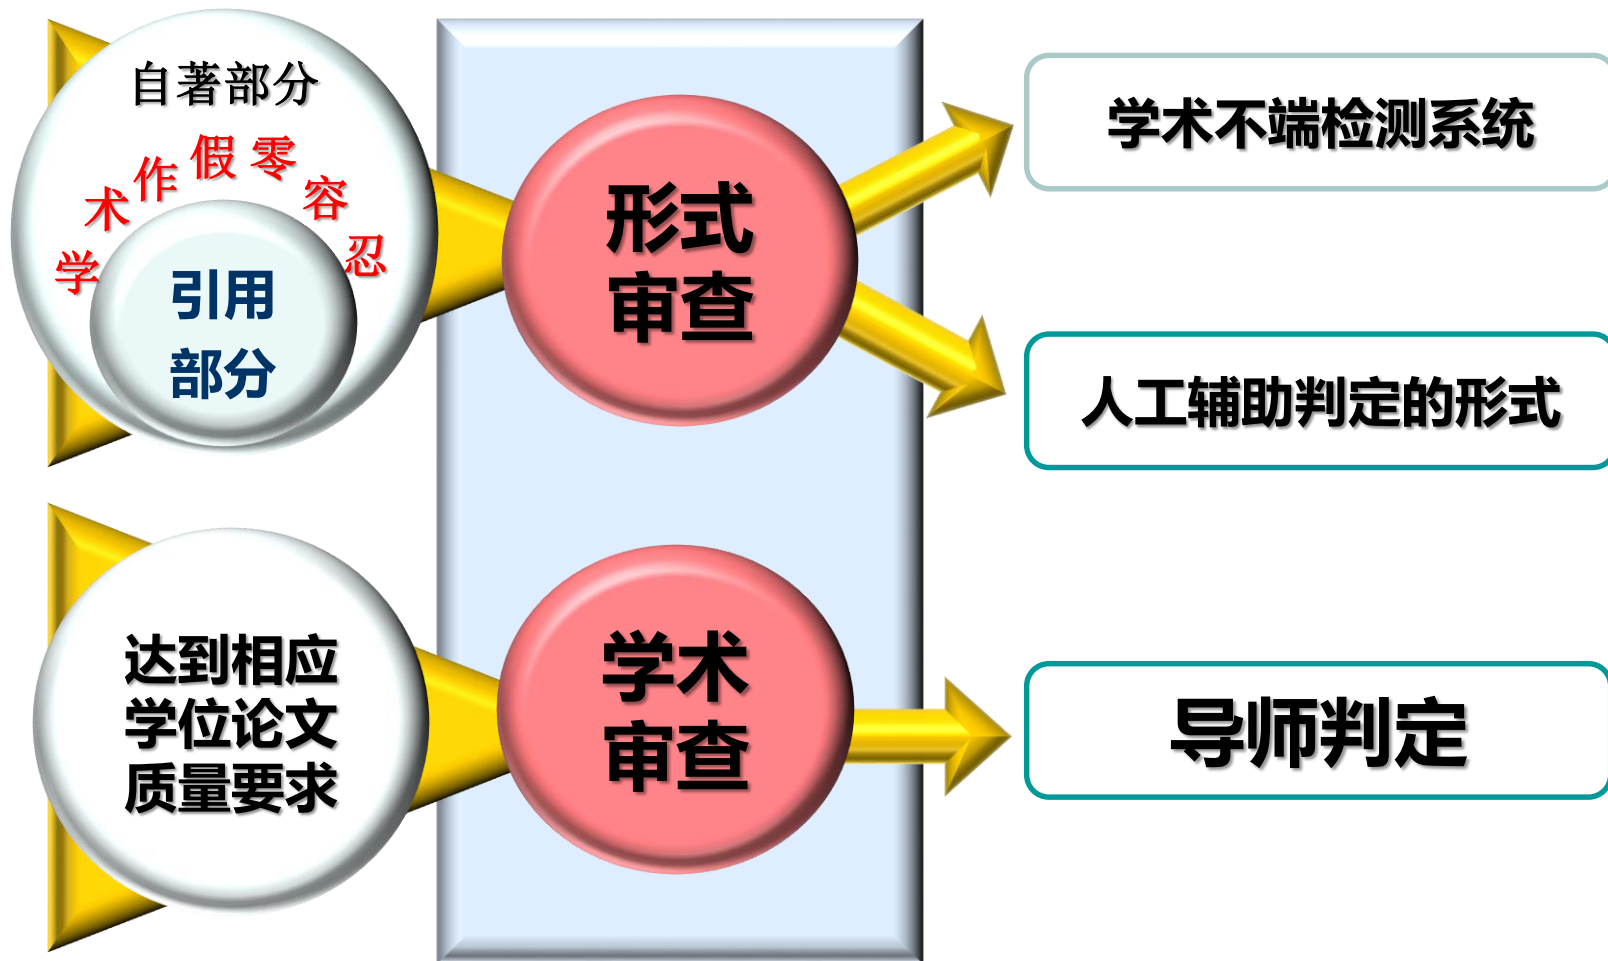 自著部分
学术作假零容忍
引用
部分
形式
审查
学术不端检测系统
人工辅助判定的形式
达到相应
学位论文
质量要求
学术
审查
导师判定